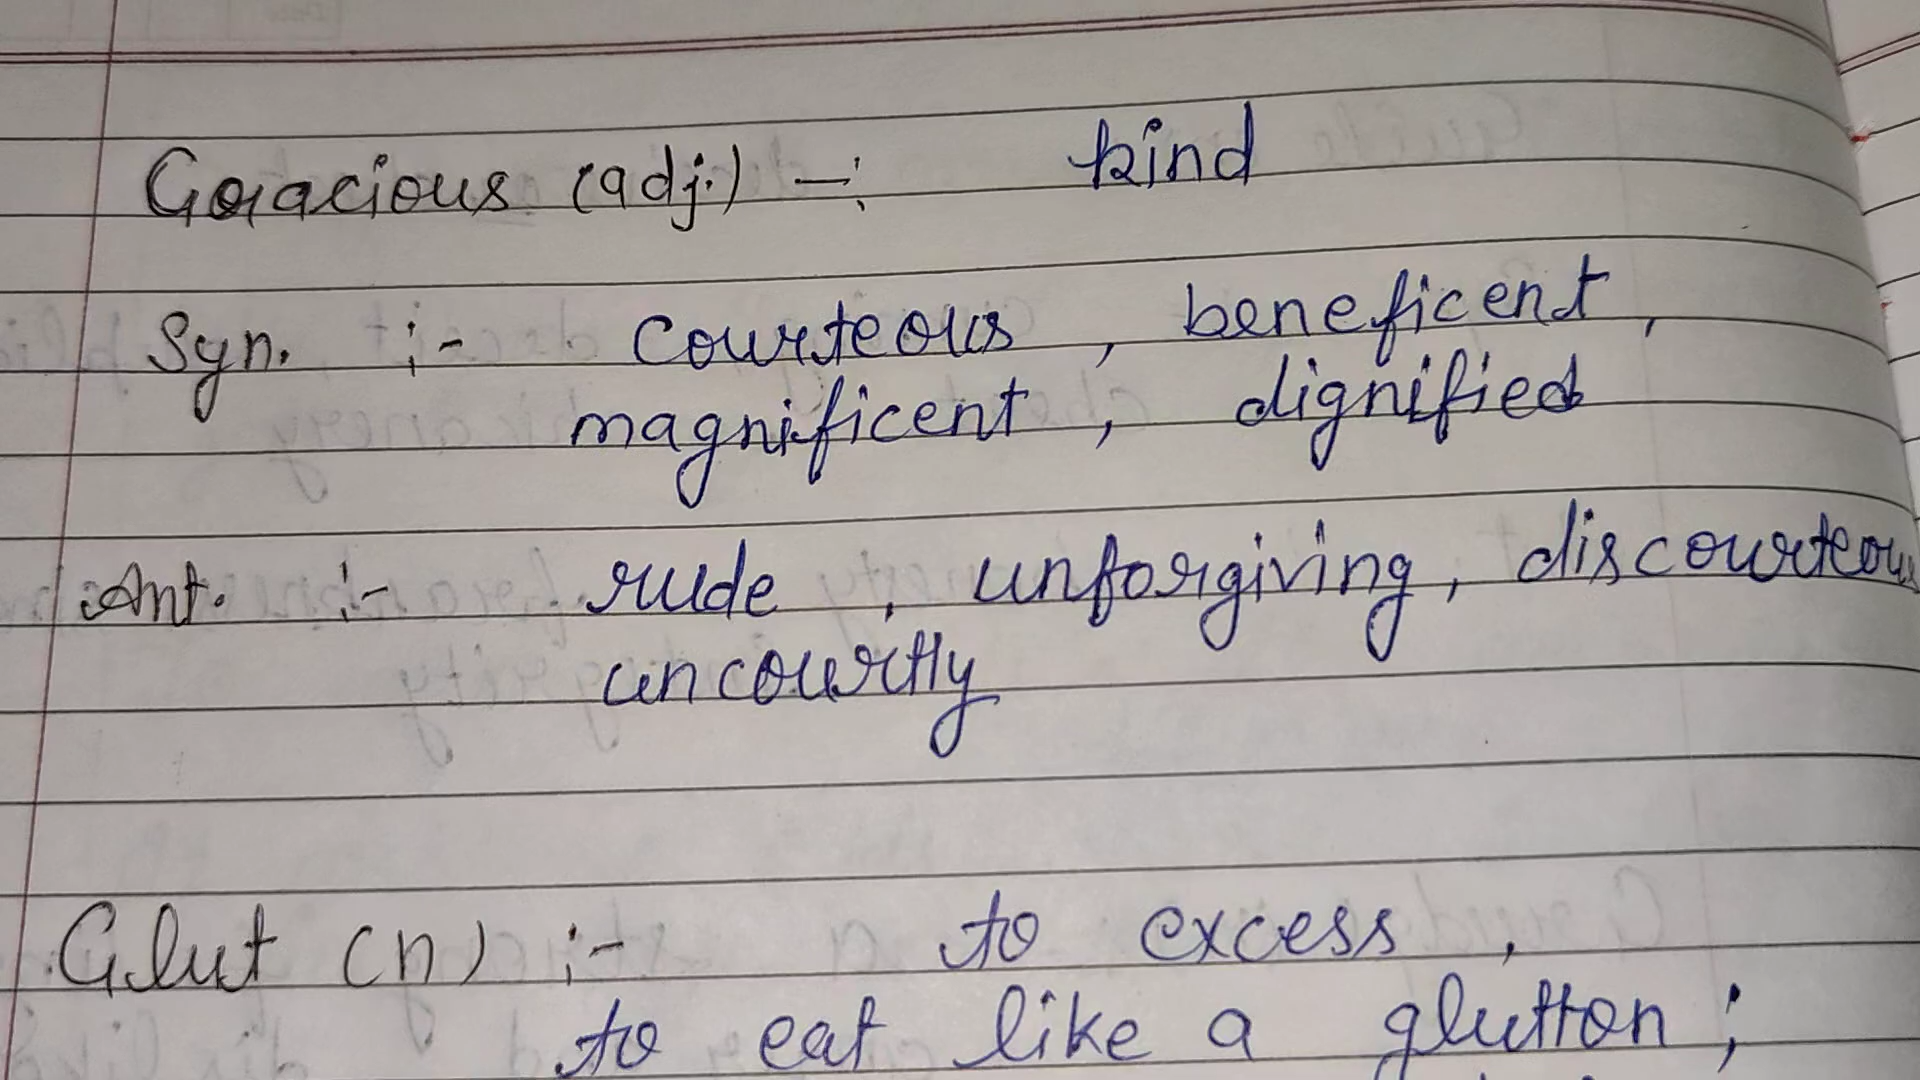 Gracious (adj.) -: kind
Syn. :- courteous, beneficent,
magnificent, dignified
Ant. :- rude, unforgiving, discourteous
uncourtly
Glut (n) :- to excess,
to eat like a glutton;